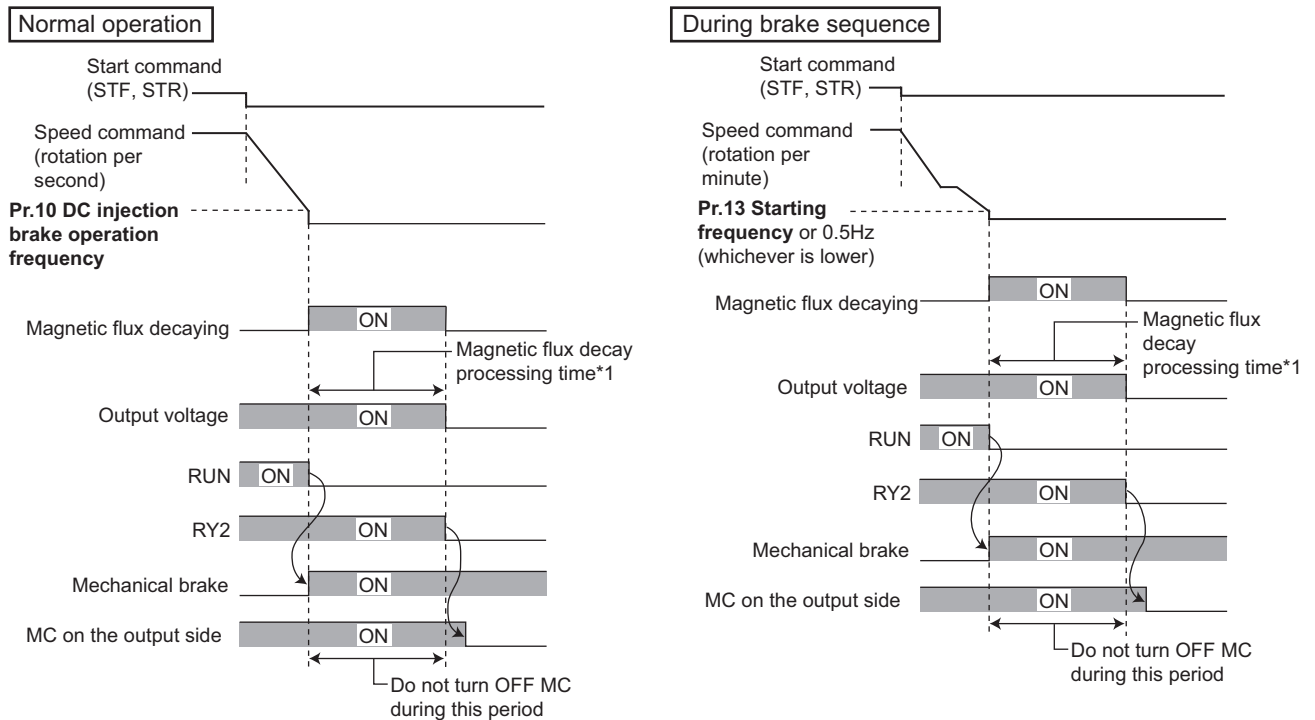 Normal operation
Start command
(STF, STR)
Speed command
(rotation per
second)
Pr.10 DC injection
brake operation
frequency
Magnetic flux decaying
ON
Magnetic flux decay
processing time*1
Output voltage
ON
RUN
ON
RY2
ON
Mechanical brake
ON
MC on the output side
ON
Do not turn OFF MC
during this period
During brake sequence
Start command
(STF, STR)
Speed command
(rotation per
minute)
Pr.13 Starting
frequency or 0.5Hz
(whichever is lower)
Magnetic flux decaying
ON
Magnetic flux
decay
processing time*1
Output voltage
ON
RUN
ON
RY2
ON
Mechanical brake
ON
MC on the output side
ON
Do not turn OFF MC
during this period